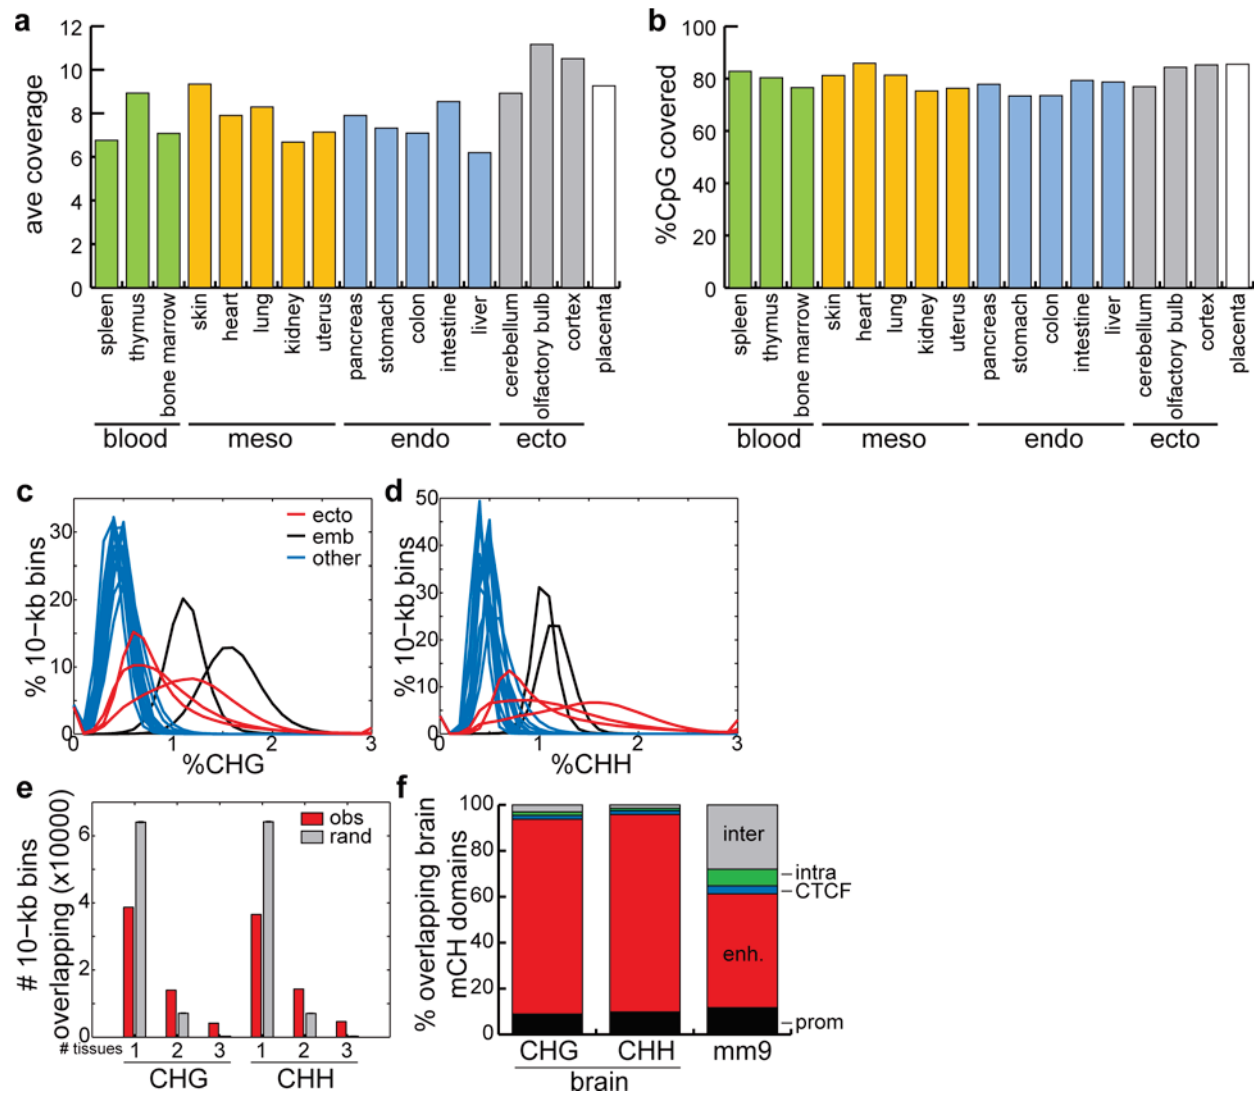 a
ave coverage
12
10
8
6
4
2
0
spleen
thymus
bone marrow
skin
heart
lung
kidney
uterus
pancreas
stomach
colon
intestine
liver
cerebellum
olfactory bulb
cortex
placenta
blood
meso
endo
ecto
b
%CpG covered
100
80
60
40
20
0
spleen
thymus
bone marrow
skin
heart
lung
kidney
uterus
pancreas
stomach
colon
intestine
liver
cerebellum
olfactory bulb
cortex
placenta
blood
meso
endo
ecto
c
% 10-kb bins
30
20
10
0
ecto
emb
other
0
1
2
3
%CHG
d
% 10-kb bins
50
40
30
20
10
0
0
1
2
3
%CHH
e
# 10-kb bins
overlapping (x10000)
6
4
2
0
obs
rand
# tissues
1
2
3
1
2
3
CHG
CHH
f
% overlapping brain
mCH domains
100
80
60
40
20
0
inter
intra
CTCF
enh.
prom
CHG
CHH
mm9
brain